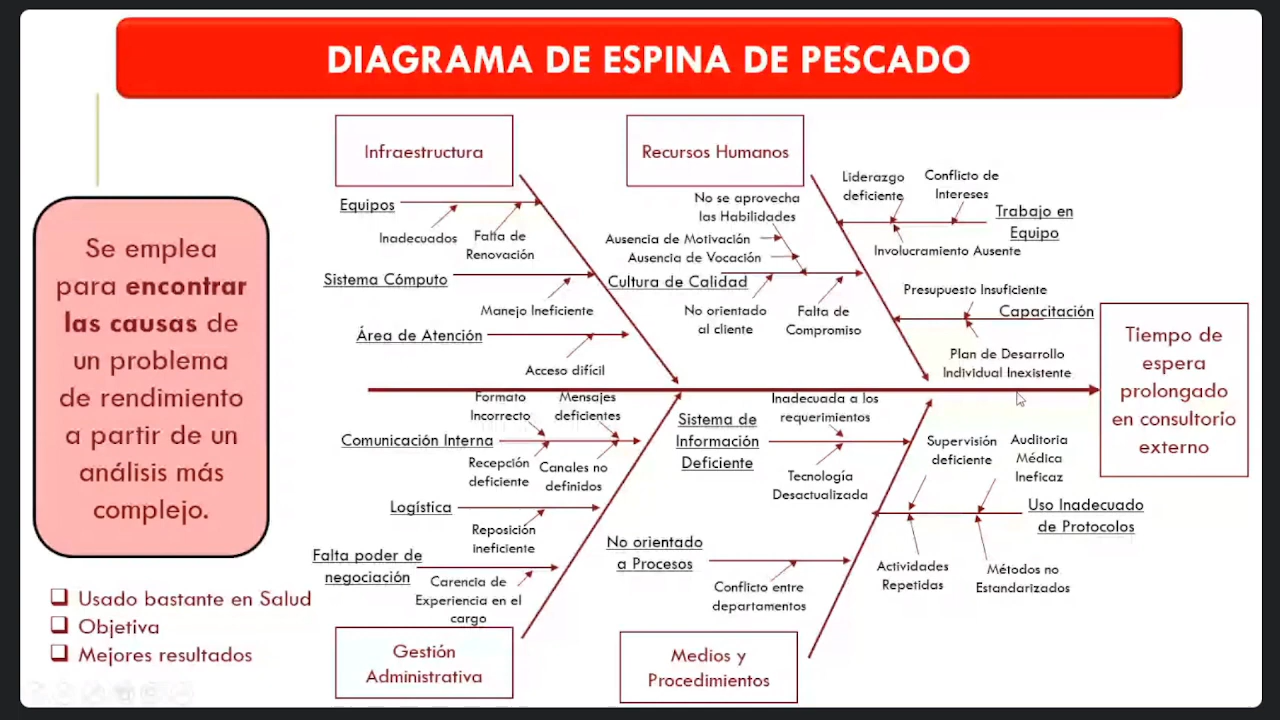 DIAGRAMA DE ESPINA DE PESCADO
Se emplea
para encontrar
las causas de
un problema
de rendimiento
a partir de un
análisis más
complejo.
❑ Usado bastante en Salud
❑ Objetiva
❑ Mejores resultados
Infraestructura
Equipos
Inadecuados
Falta de
Renovación
Sistema Cómputo
Manejo Ineficiente
Área de Atención
Acceso difícil
Recursos Humanos
No se aprovecha
las Habilidades
Ausencia de Motivación
Ausencia de Vocación
Cultura de Calidad
No orientado
al cliente
Falta de
Compromiso
Liderazgo
deficiente
Conflicto de
Intereses
Trabajo en
Equipo
Involucramiento Ausente
Presupuesto Insuficiente
Capacitación
Plan de Desarrollo
Individual Inexistente
Tiempo de
espera
prolongado
en consultorio
externo
Formato
Incorrecto
Mensajes
deficientes
Comunicación Interna
Recepción
deficiente
Canales no
definidos
Logística
Reposición
ineficiente
Falta poder de
negociación
Carencia de
Experiencia en el
cargo
Gestión
Administrativa
Inadecuada a los
requerimientos
Sistema de
Información
Deficiente
Tecnología
Desactualizada
Supervisión
deficiente
Auditoria
Médica
Ineficaz
Uso Inadecuado
de Protocolos
Actividades
Repetidas
Métodos no
Estandarizados
No orientado
a Procesos
Conflicto entre
departamentos
Medios y
Procedimientos